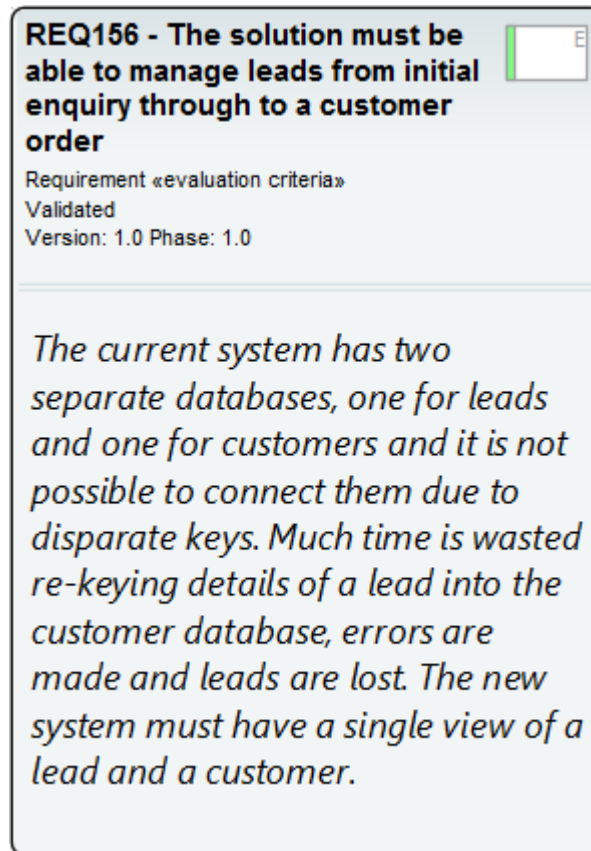 REQ156 - The solution must be
able to manage leads from initial
enquiry through to a customer
order
E
Requirement «evaluation criteria»
Validated
Version: 1.0 Phase: 1.0
The current system has two
separate databases, one for leads
and one for customers and it is not
possible to connect them due to
disparate keys. Much time is wasted
re-keying details of a lead into the
customer database, errors are
made and leads are lost. The new
system must have a single view of a
lead and a customer.